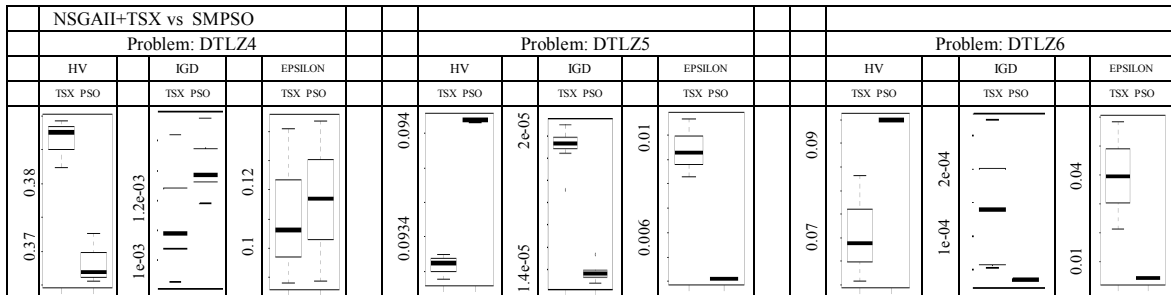 NSGAII+TSX vs SMPSO
Problem: DTLZ4 Problem: DTLZ5 Problem: DTLZ6
HV IGD EPSILON HV IGD EPSILON HV IGD EPSILON
TSX PSO TSX PSO TSX PSO TSX PSO TSX PSO TSX PSO TSX PSO TSX PSO TSX PSO
0.38 0.37
1.2e-03 1e-03
0.12 0.1
0.094 0.0934
2e-05 1.4e-05
0.01 0.006
0.09 0.07
2e-04 1e-04
0.04 0.01